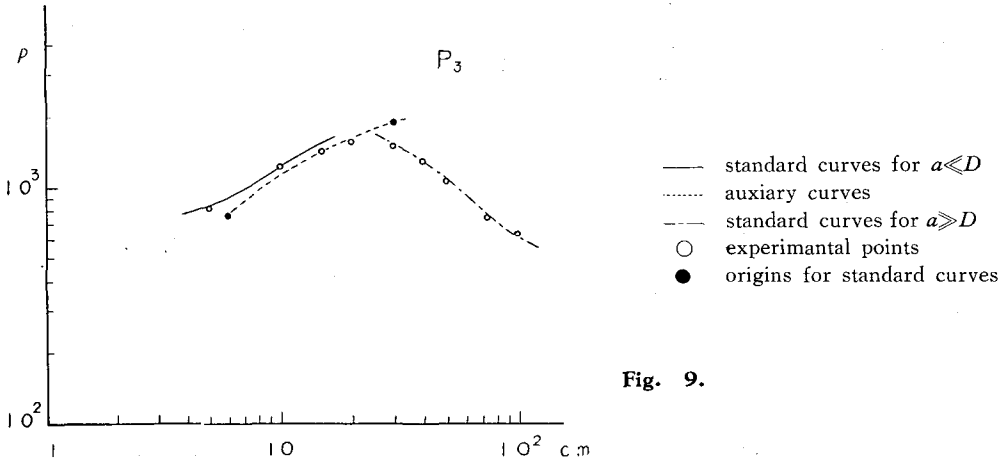 ρ
P₃
10³
10²
1
10
10² cm
standard curves for a≪D
auxiary curves
standard curves for a≫D
experimantal points
origins for standard curves
Fig. 9.